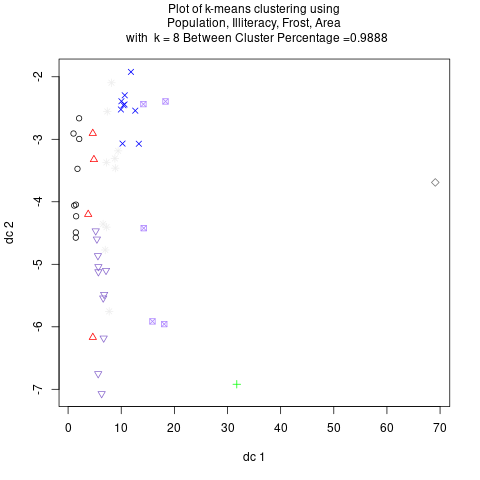 Plot of k-means clustering using
Population, Illiteracy, Frost, Area
with k = 8 Between Cluster Percentage =0.9888
dc 2
-2
-3
-4
-5
-6
-7
0 10 20 30 40 50 60 70
dc 1